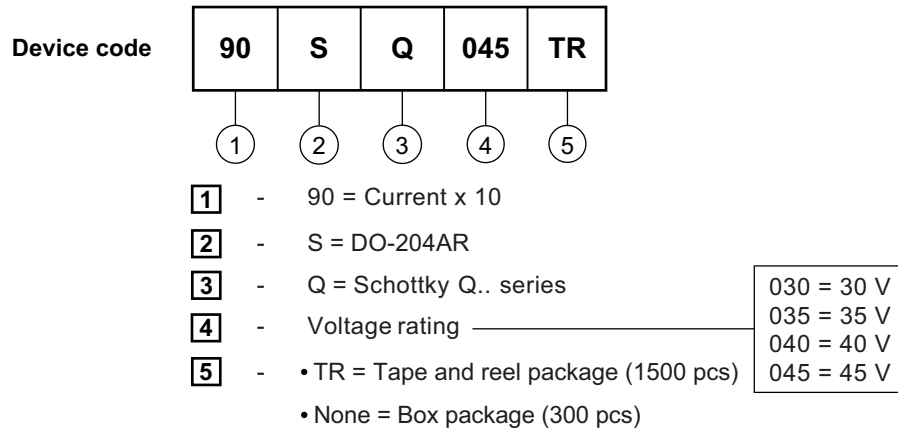 Device code 90 S Q 045 TR
1 2 3 4 5
1 - 90 = Current x 10
2 - S = DO-204AR
3 - Q = Schottky Q.. series
4 - Voltage rating
5 - • TR = Tape and reel package (1500 pcs)
• None = Box package (300 pcs)
030 = 30 V
035 = 35 V
040 = 40 V
045 = 45 V